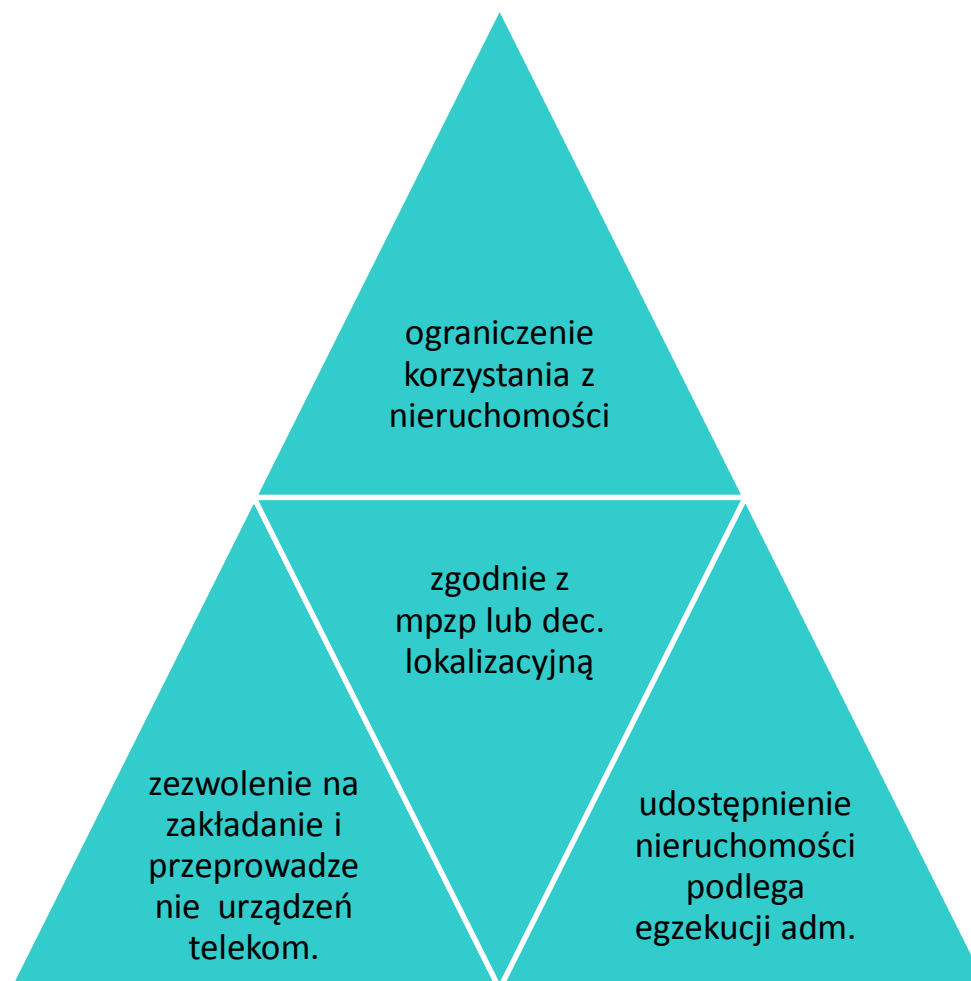 ograniczenie
korzystania z
nieruchomości
zgodnie z
mpzp lub dec.
lokalizacyjną
zezwolenie na
zakładanie i
przeprowadze
nie urządzeń
telekom.
udostępnienie
nieruchomości
podlega
egzekucji adm.